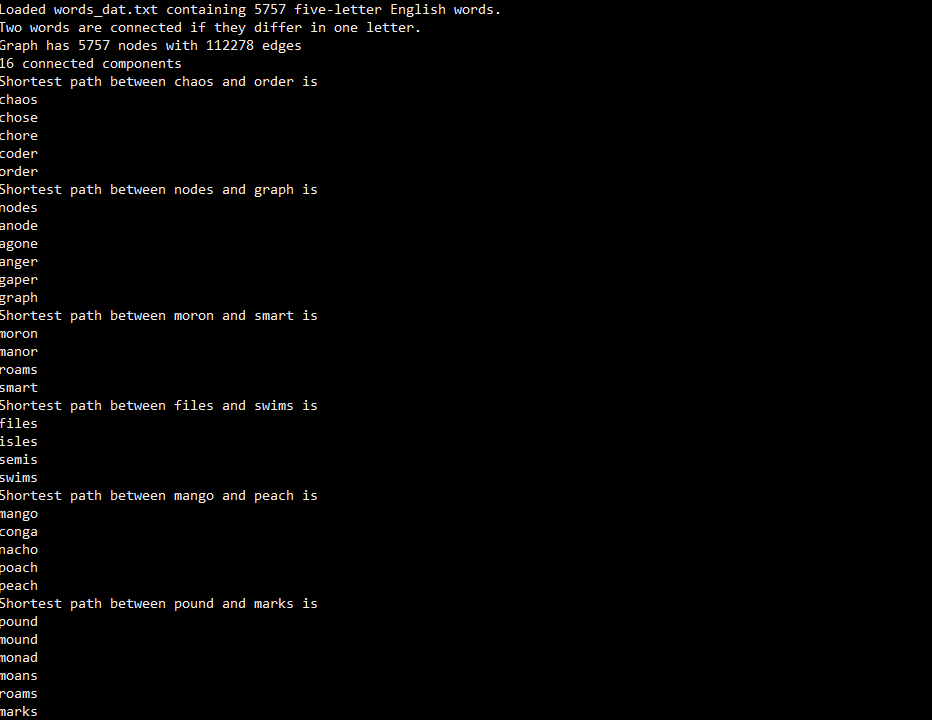 Loaded words_dat.txt containing 5757 five-letter English words.
Two words are connected if they differ in one letter.
Graph has 5757 nodes with 112278 edges
16 connected components
Shortest path between chaos and order is
chaos
chose
chore
coder
order
Shortest path between nodes and graph is
nodes
anode
agone
anger
gaper
graph
Shortest path between moron and smart is
moron
manor
roams
smart
Shortest path between files and swims is
files
isles
semis
swims
Shortest path between mango and peach is
mango
conga
nacho
poach
peach
Shortest path between pound and marks is
pound
mound
monad
moans
roams
marks